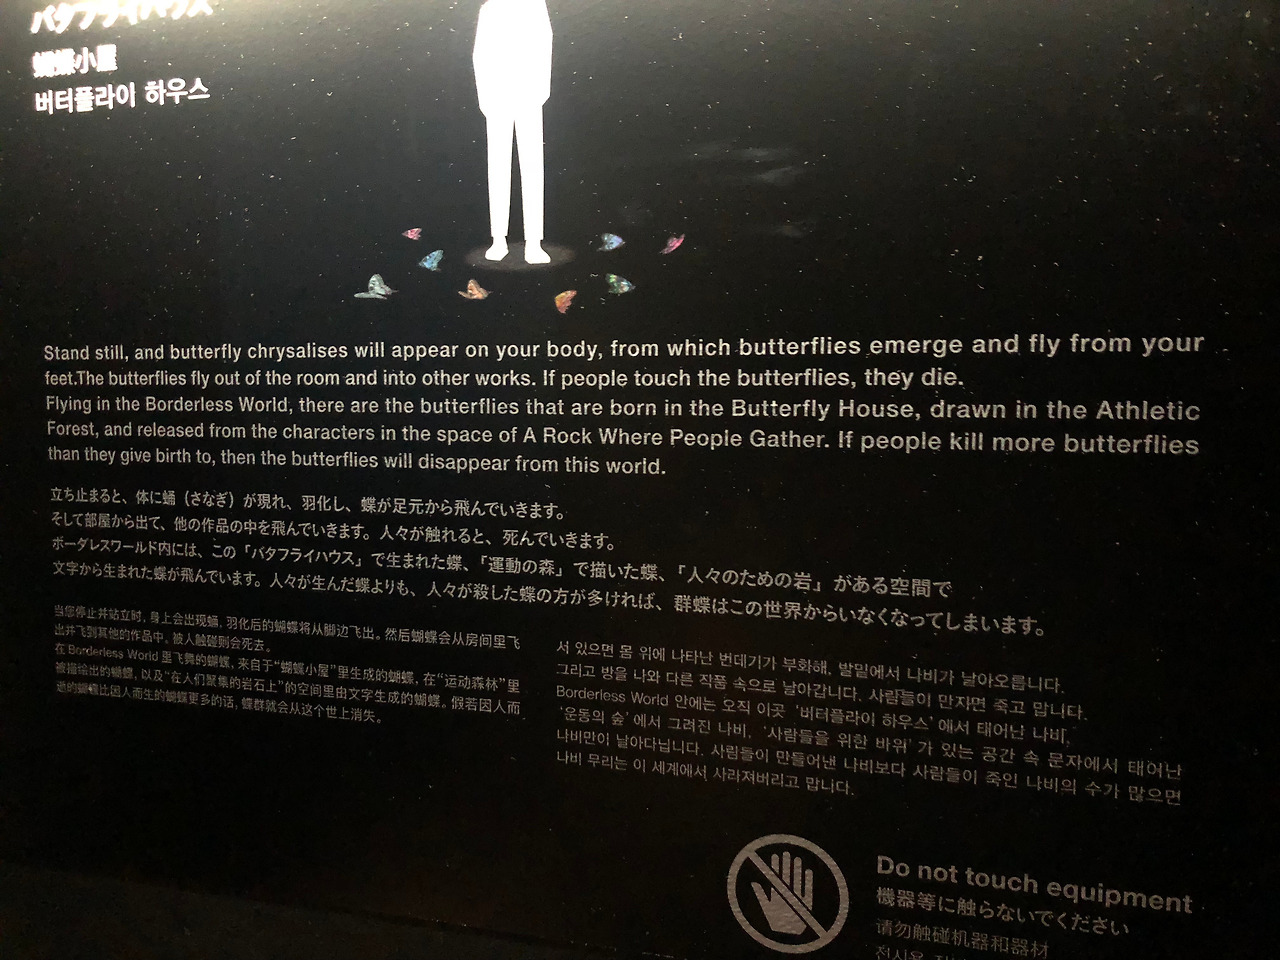 バタフライハウス
蝴蝶小屋
버터플라이 하우스
Stand still, and butterfly chrysalises will appear on your body, from which butterflies emerge and fly from your
feet.The butterflies fly out of the room and into other works. If people touch the butterflies, they die.
Flying in the Borderless World, there are the butterflies that are born in the Butterfly House, drawn in the Athletic
Forest, and released from the characters in the space of A Rock Where People Gather. If people kill more butterflies
than they give birth to, then the butterflies will disappear from this world.
立ち止まると、体に蛹（さなぎ）が現れ、羽化し、蝶が足元から飛んでいきます。
そして部屋から出て、他の作品の中を飛んでいきます。人々が触れると、死んでいきます。
ボーダレスワールド内には、この「バタフライハウス」で生まれた蝶、「運動の森」で描いた蝶、「人々のための岩」がある空間で
文字から生まれた蝶が飛んでいます。人々が生んだ蝶よりも、人々が殺した蝶の方が多ければ、群蝶はこの世界からいなくなってしまいます。
当您停止并站立时, 身上会出现蛹, 羽化后的蝴蝶将从脚边飞出。然后蝴蝶会从房间里飞
出并飞到其他的作品中。被人触碰则会死去。
在 Borderless World 里飞舞的蝴蝶, 来自于“蝴蝶小屋”里生成的蝴蝶, 在“运动森林”里
被描绘出的蝴蝶, 以及“在人们聚集的岩石上”的空间里由文字生成的蝴蝶。假若因人而
逝的蝴蝶比因人而生的蝴蝶更多的话, 蝶群就会从这个世上消失。
서 있으면 몸 위에 나타난 번데기가 부화해, 발밑에서 나비가 날아오릅니다.
그리고 방을 나와 다른 작품 속으로 날아갑니다. 사람들이 만지면 죽고 맙니다.
Borderless World 안에는 오직 이곳 ‘버터플라이 하우스’에서 태어난 나비,
‘운동의 숲’에서 그려진 나비, ‘사람들을 위한 바위’가 있는 공간 속 문자에서 태어난
나비만이 날아다닙니다. 사람들이 만들어낸 나비보다 사람들이 죽인 나비의 수가 많으면
나비 무리는 이 세계에서 사라져버리고 맙니다.
Do not touch equipment
機器等に触らないでください
请勿触碰机器和器材
전시용